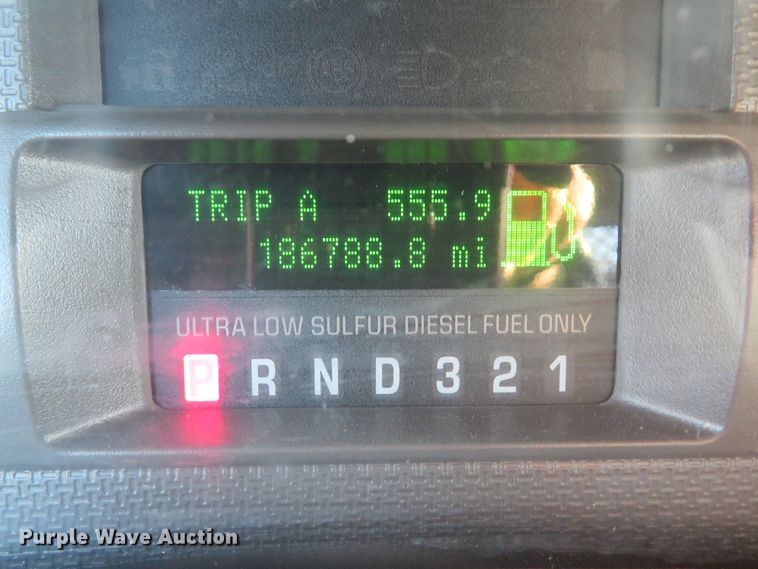 TRIP A 555.9
186788.8 mi
ULTRA LOW SULFUR DIESEL FUEL ONLY
P R N D 3 2 1
Purple Wave Auction